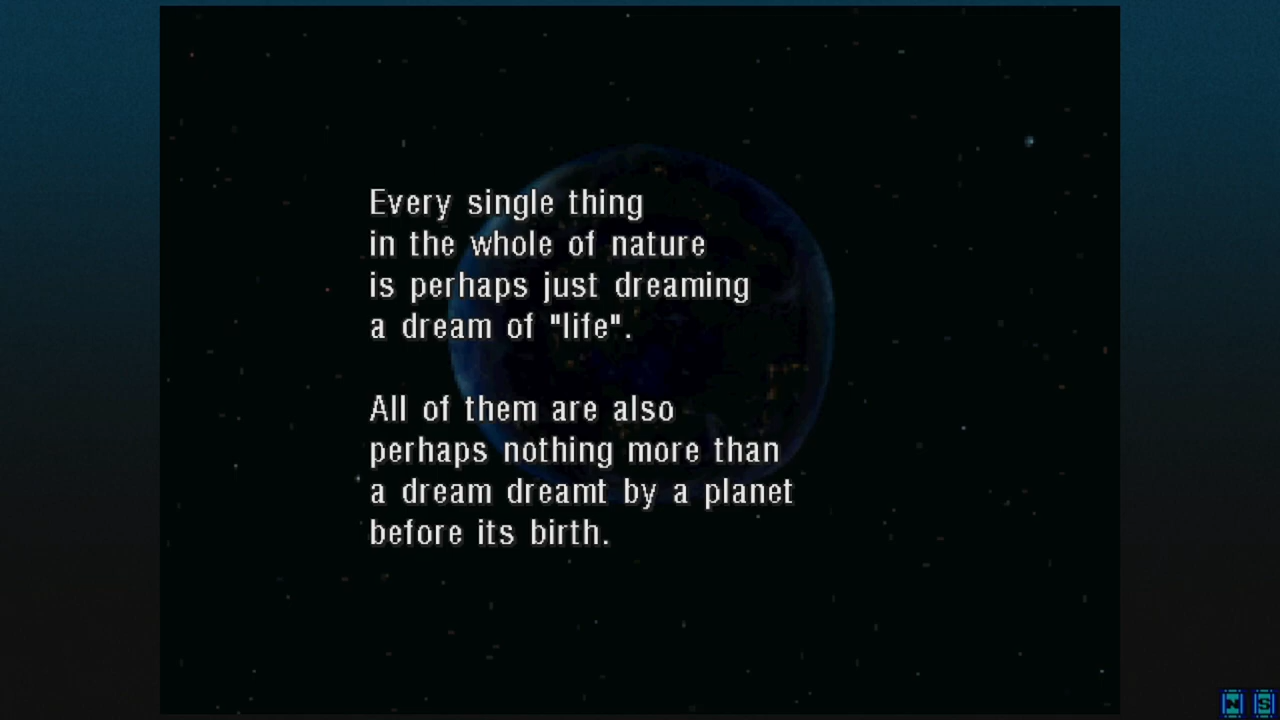 Every single thing
in the whole of nature
is perhaps just dreaming
a dream of "life".
All of them are also
perhaps nothing more than
a dream dreamt by a planet
before its birth.